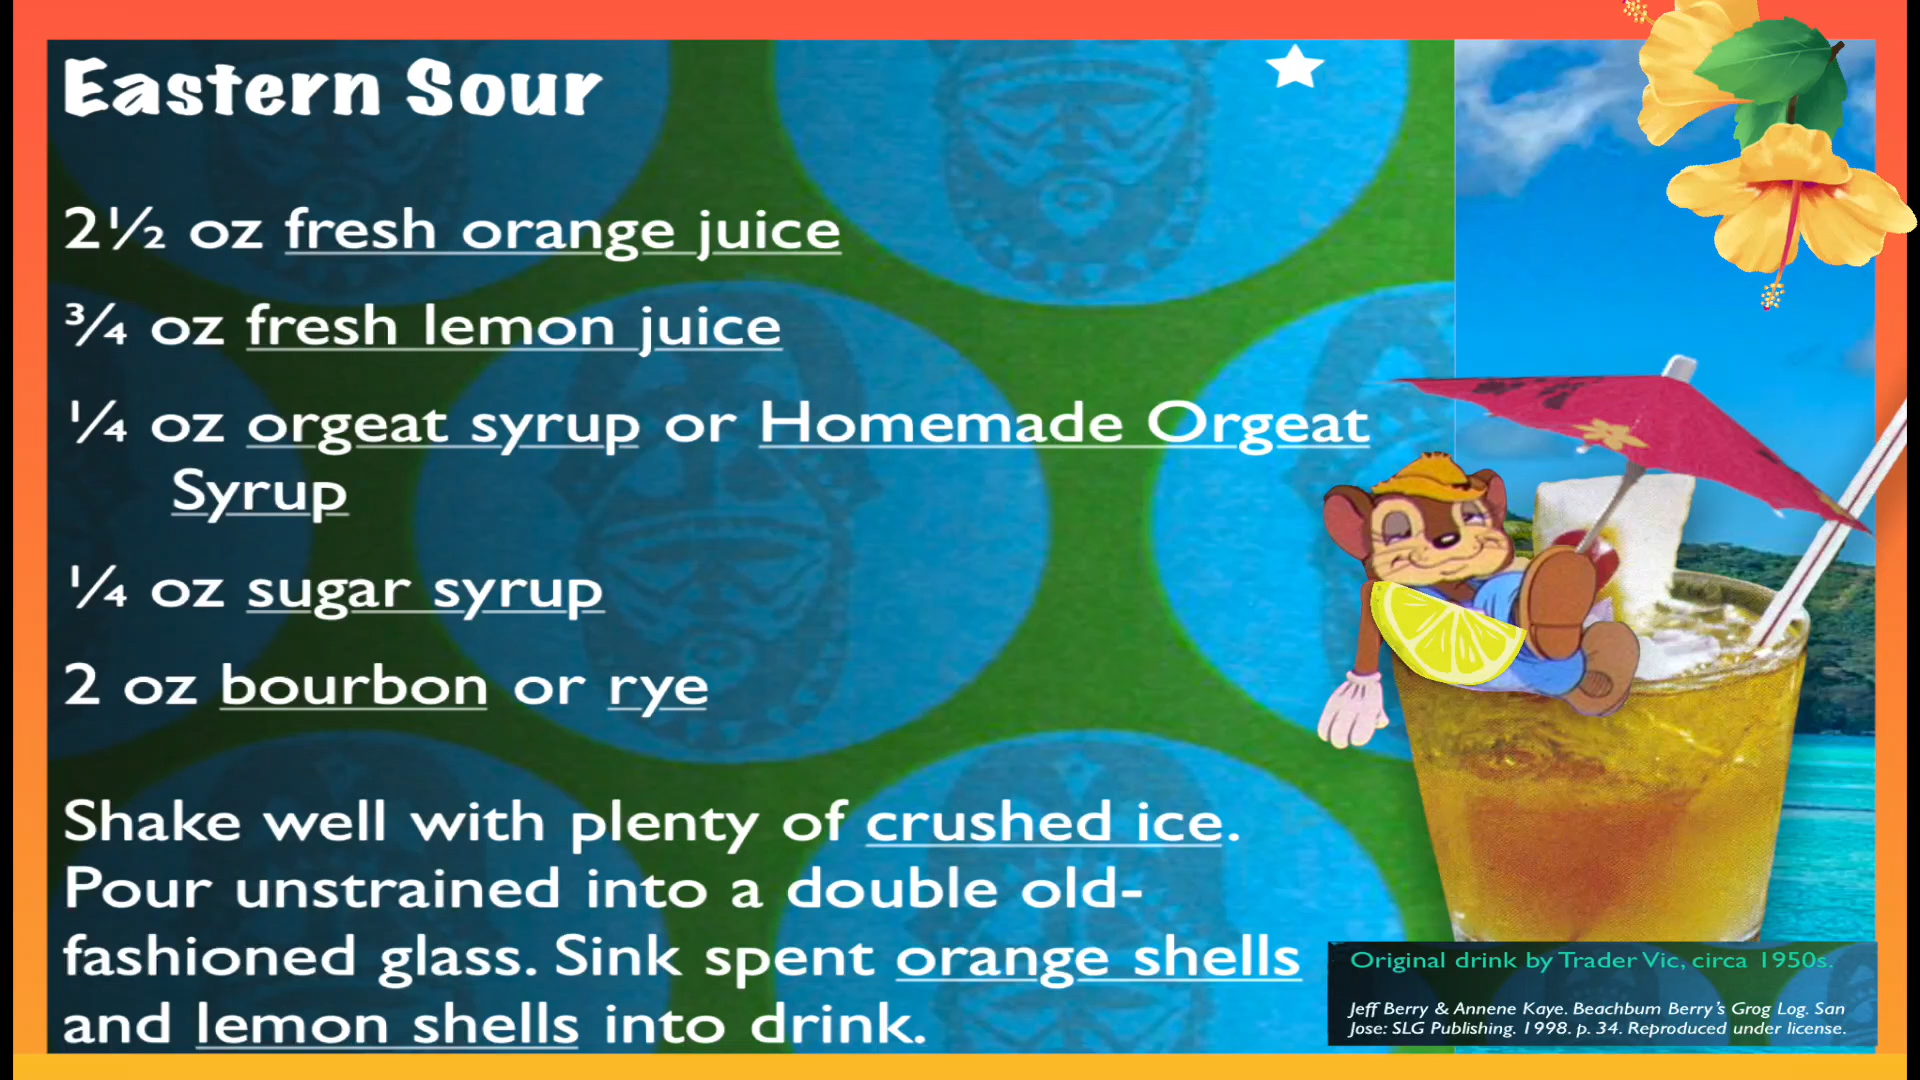 Eastern Sour
2½ oz fresh orange juice
¾ oz fresh lemon juice
¼ oz orgeat syrup or Homemade Orgeat
Syrup
¼ oz sugar syrup
2 oz bourbon or rye
Shake well with plenty of crushed ice.
Pour unstrained into a double old-
fashioned glass. Sink spent orange shells
and lemon shells into drink.
Original drink by Trader Vic, circa 1950s.
Jeff Berry & Annene Kaye. Beachbum Berry’s Grog Log. San
Jose: SLG Publishing. 1998. p. 34. Reproduced under license.